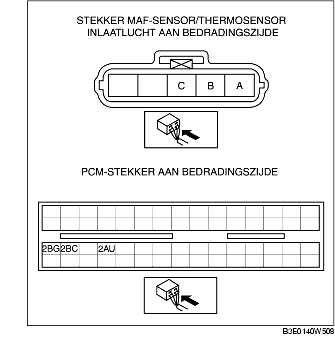 STEKKER MAF-SENSOR/THERMOSENSOR
INLAATLUCHT AAN BEDRADINGSZIJDE
C B A
PCM-STEKKER AAN BEDRADINGSZIJDE
2BG 2BC 2AU
B3E0140W508